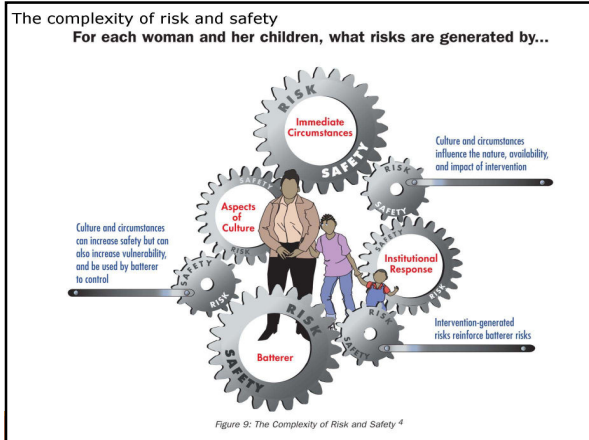 The complexity of risk and safety
For each woman and her children, what risks are generated by...
RISK
Immediate
Circumstances
SAFETY
Culture and circumstances
influence the nature, availability,
and impact of intervention
RISK
SAFETY
SAFETY
Aspects
of
Culture
RISK
Culture and circumstances
can increase safety but can
also increase vulnerability,
and be used by batterer
to control
SAFETY
RISK
SAFETY
Institutional
Response
RISK
RISK
SAFETY
Batterer
RISK
SAFETY
Intervention-generated
risks reinforce batterer risks
Figure 9: The Complexity of Risk and Safety 4